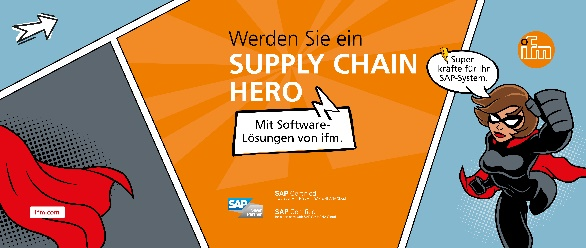 Werden Sie ein
SUPPLY CHAIN
HERO
Mit Software-
Lösungen von ifm.
Super-
kräfte für Ihr
SAP-System.
ifm
ifm.com
SAP
SAP Certified
SAP Certified